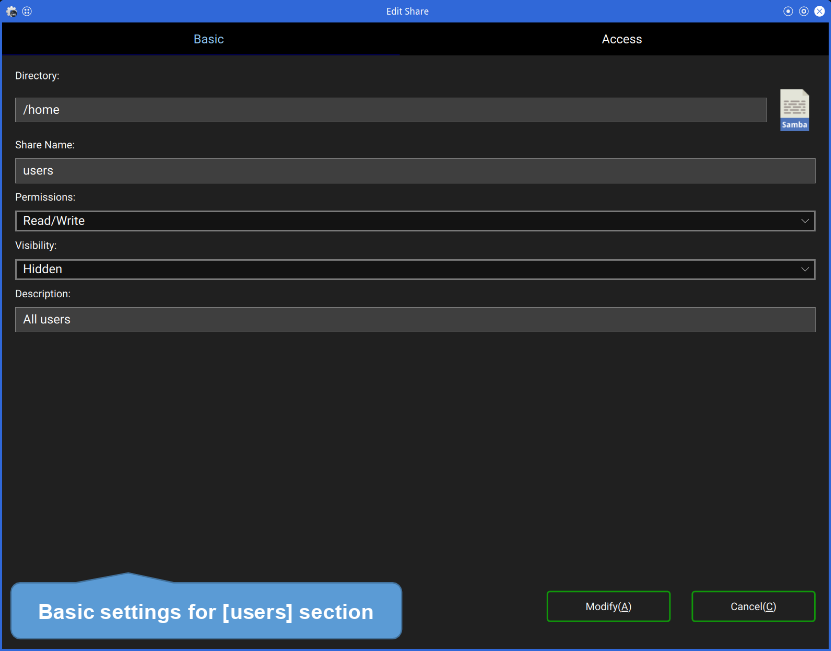 Edit Share
Basic Access
Directory:
/home
Samba
Share Name:
users
Permissions:
Read/Write
Visibility:
Hidden
Description:
All users
Basic settings for [users] section
Modify(A) Cancel(C)